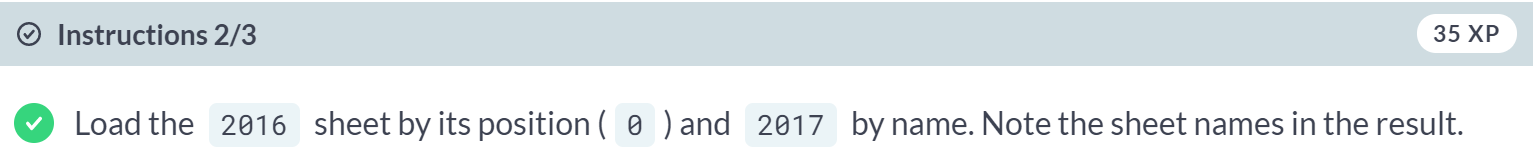 Instructions 2/3
35 XP
Load the 2016 sheet by its position ( 0 ) and 2017 by name. Note the sheet names in the result.